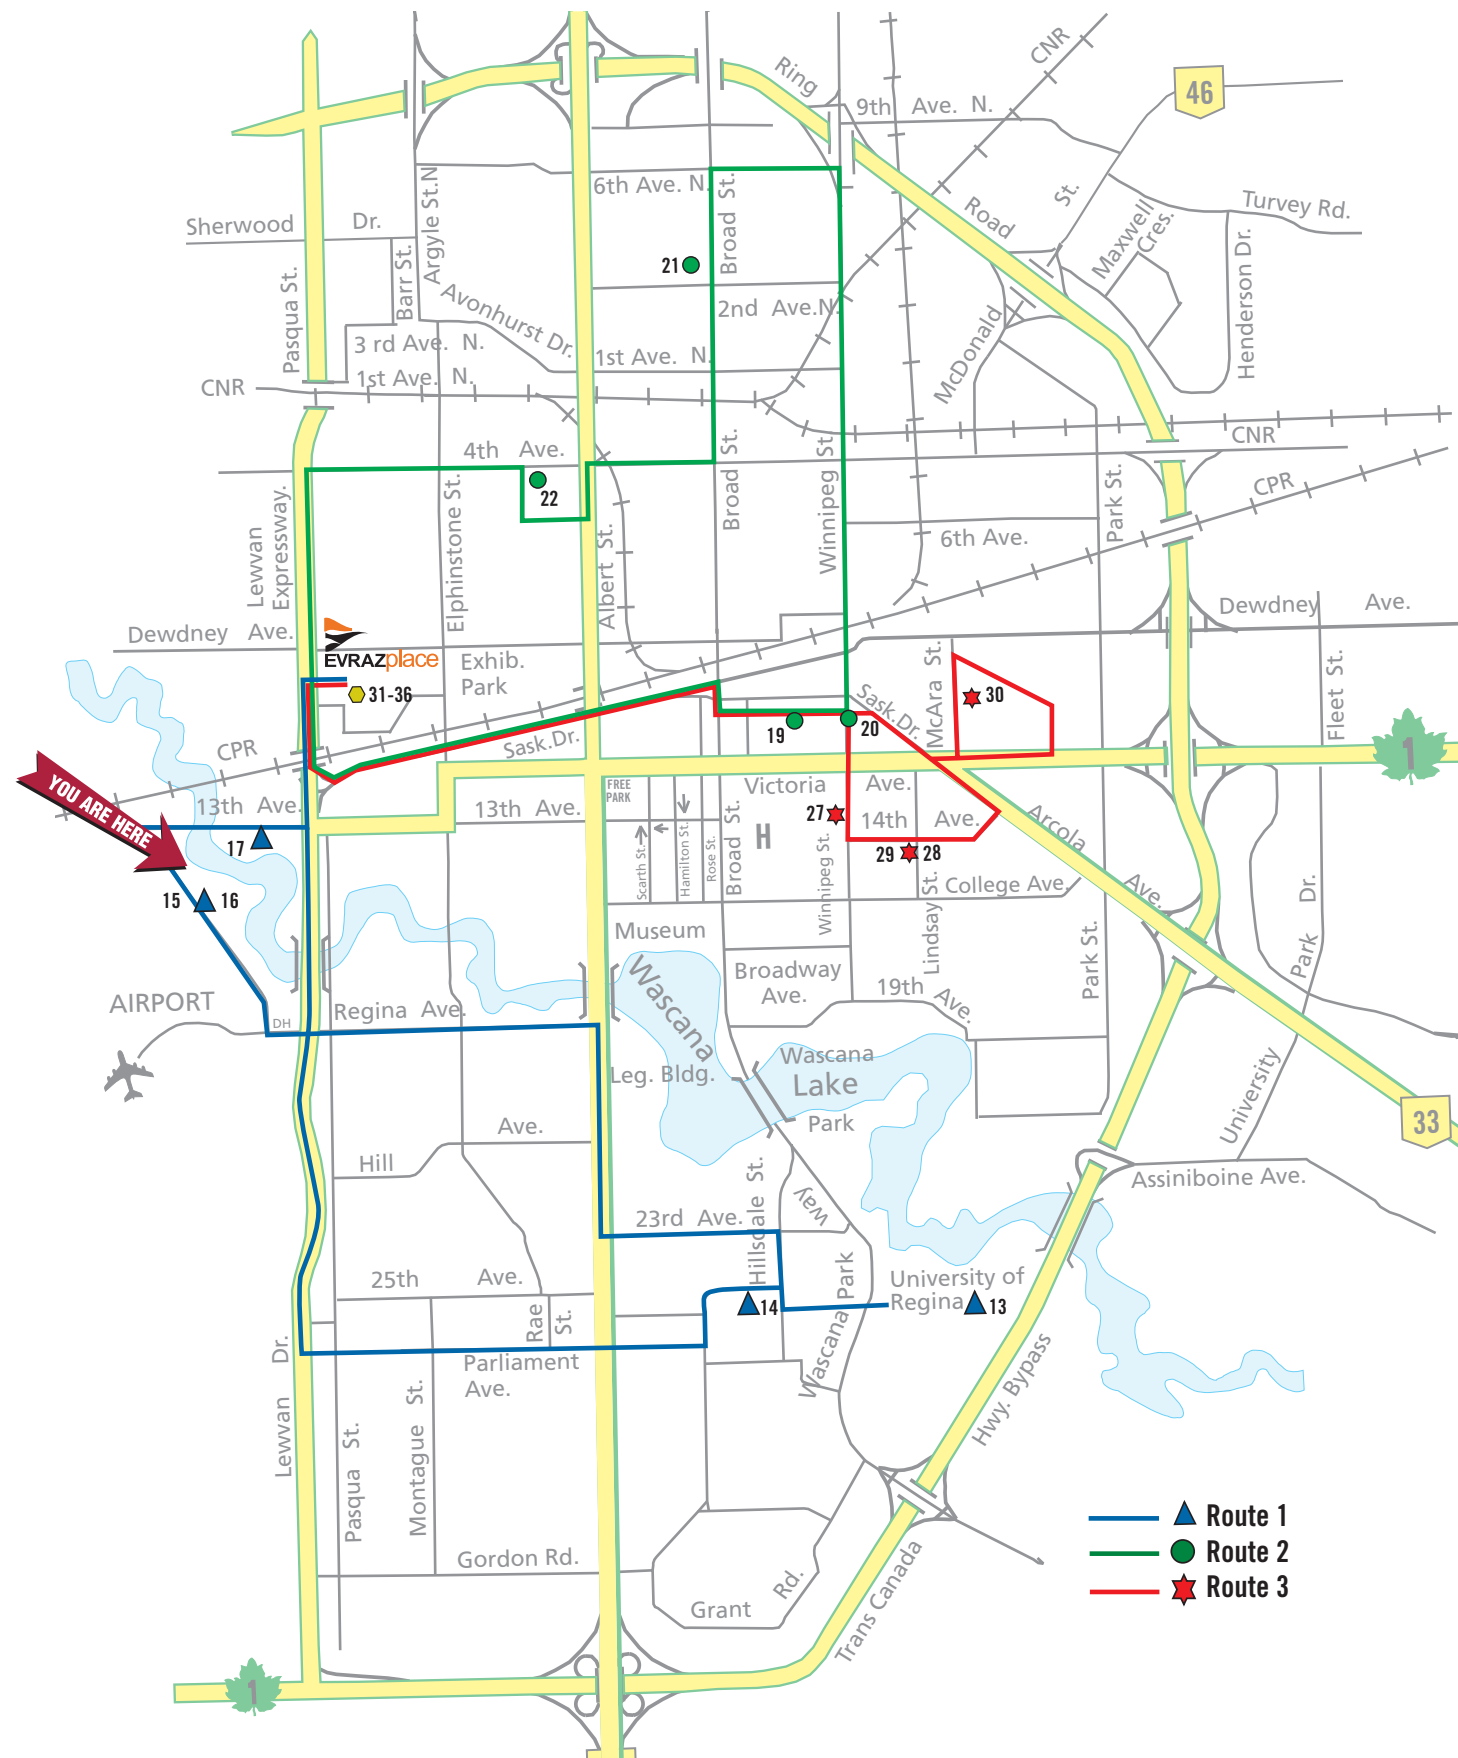 CNR
Ring
46
9th Ave. N.
6th Ave. N.
Broad St.
Argyle St.N
St.
Maxwell
Cres.
Turvey Rd.
Sherwood Dr.
Road
Barr St.
Henderson Dr.
Pasqua St.
21
Avonhurst Dr.
2nd Ave.N.
McDonald
3 rd Ave. N.
1st Ave. N.
1st Ave. N.
CNR
CNR
4th Ave.
Broad St.
Winnipeg St.
Park St.
CPR
22
Elphinstone St.
Lewvan
Expressway.
Albert St.
6th Ave.
Dewdney Ave.
Dewdney Ave.
EVRAZplace
Exhib.
Park
31-36
McAra St.
30
Fleet St.
Sask.Dr.
CPR
Sask.Dr.
19
20
1
YOU ARE HERE
13th Ave.
13th Ave.
FREE
PARK
Victoria Ave.
27
14th Ave.
Arcola Ave.
17
Scarth St.
Hamilton St.
Rose St.
Broad St.
H
Winnipeg St.
29
28
Lindsay St.
College Ave.
15
16
Park Dr.
Park St.
Museum
Wascana
Broadway
Ave.
19th Ave.
AIRPORT
DH
Regina Ave.
Leg. Bldg.
Wascana
Lake
Park
University
33
Ave.
Hill
Hillsdale St.
way
Assiniboine Ave.
23rd Ave.
25th Ave.
Wascana Park
University of
Regina
13
14
Rae St.
Lewvan Dr.
Parliament
Ave.
Hwy. Bypass
Pasqua St.
Montague St.
Route 1
Route 2
Route 3
Gordon Rd.
Grant Rd.
Trans Canada
1